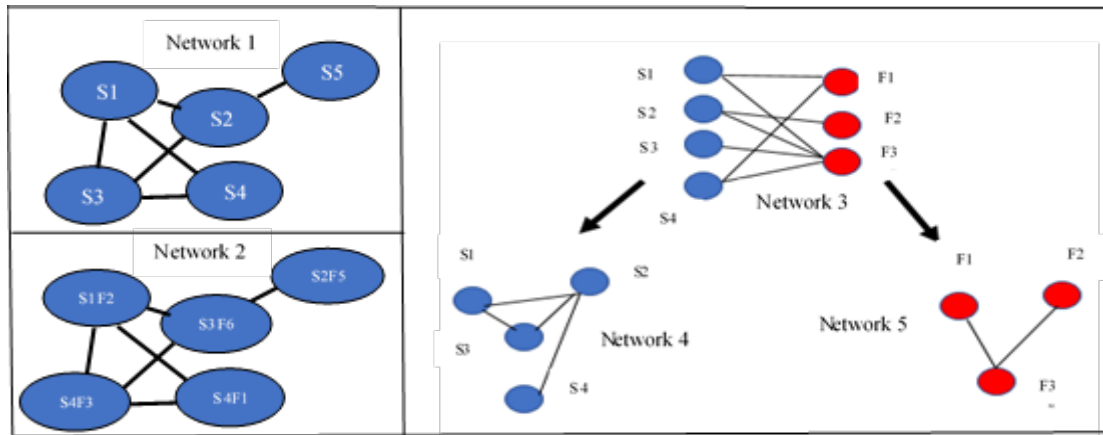 Network 1
S5
S1
S2
S3
S4
Network 2
S2F5
S1F2
S3F6
S4F3
S4F1
S1
F1
S2
F2
S3
F3
S4
Network 3
S1
S2
S3
Network 4
S4
F1
F2
Network 5
F3